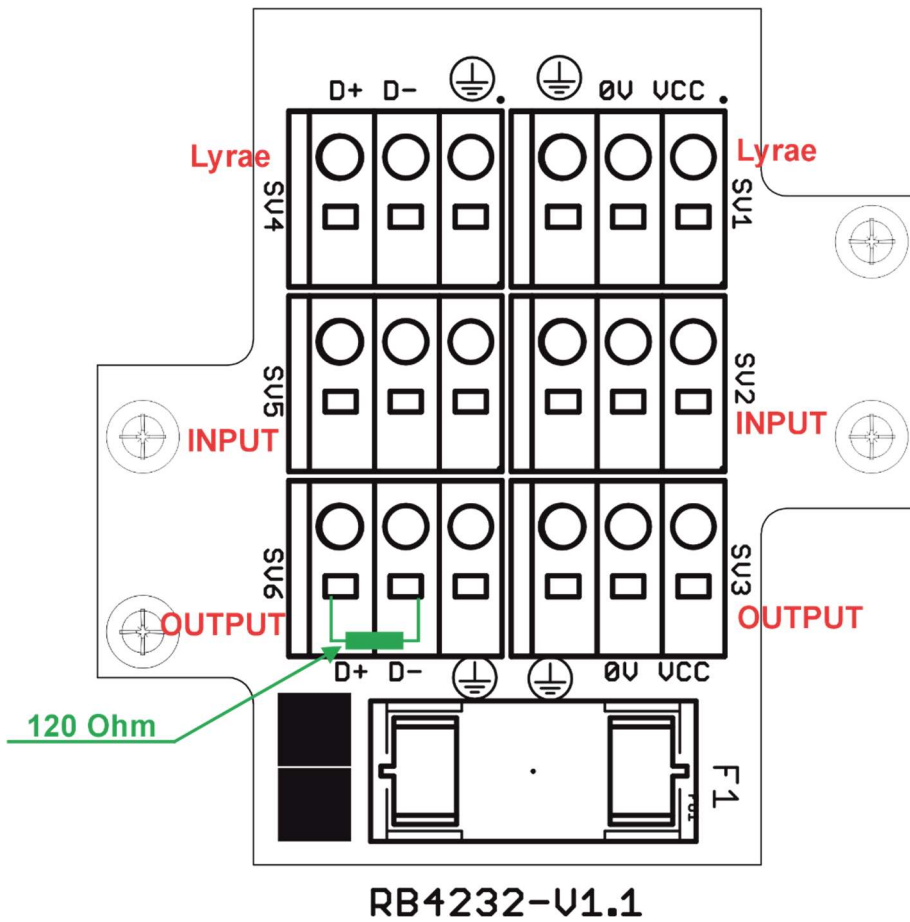 D+ D- 0V VCC
Lyrae Lyrae
SV4 SV1
SV5 SV2
INPUT INPUT
SV6 SV3
OUTPUT OUTPUT
D+ D- 0V VCC
120 Ohm
F1
RB4232-V1.1